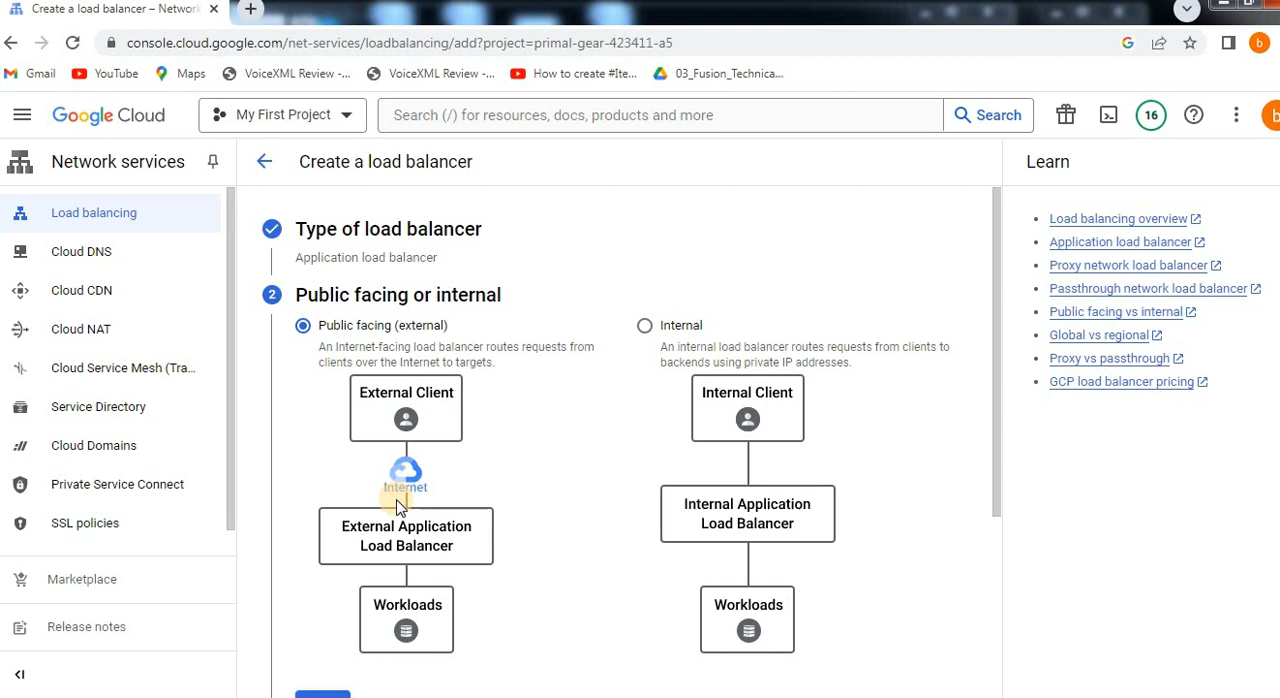 Create a load balancer – Network
console.cloud.google.com/net-services/loadbalancing/add?project=primal-gear-423411-a5
Gmail
YouTube
Maps
VoiceXML Review -...
VoiceXML Review -...
How to create #Ite...
03_Fusion_Technica...
Google Cloud
My First Project
Search (/) for resources, docs, products and more
Search
16
b
b
Network services
Create a load balancer
Learn
Load balancing
Cloud DNS
Cloud CDN
Cloud NAT
Cloud Service Mesh (Tra...
Service Directory
Cloud Domains
Private Service Connect
SSL policies
Marketplace
Release notes
Type of load balancer
Application load balancer
2
Public facing or internal
Public facing (external)
An Internet-facing load balancer routes requests from
clients over the Internet to targets.
External Client
Internet
External Application
Load Balancer
Workloads
Internal
An internal load balancer routes requests from clients to
backends using private IP addresses.
Internal Client
Internal Application
Load Balancer
Workloads
Load balancing overview
Application load balancer
Proxy network load balancer
Passthrough network load balancer
Public facing vs internal
Global vs regional
Proxy vs passthrough
GCP load balancer pricing